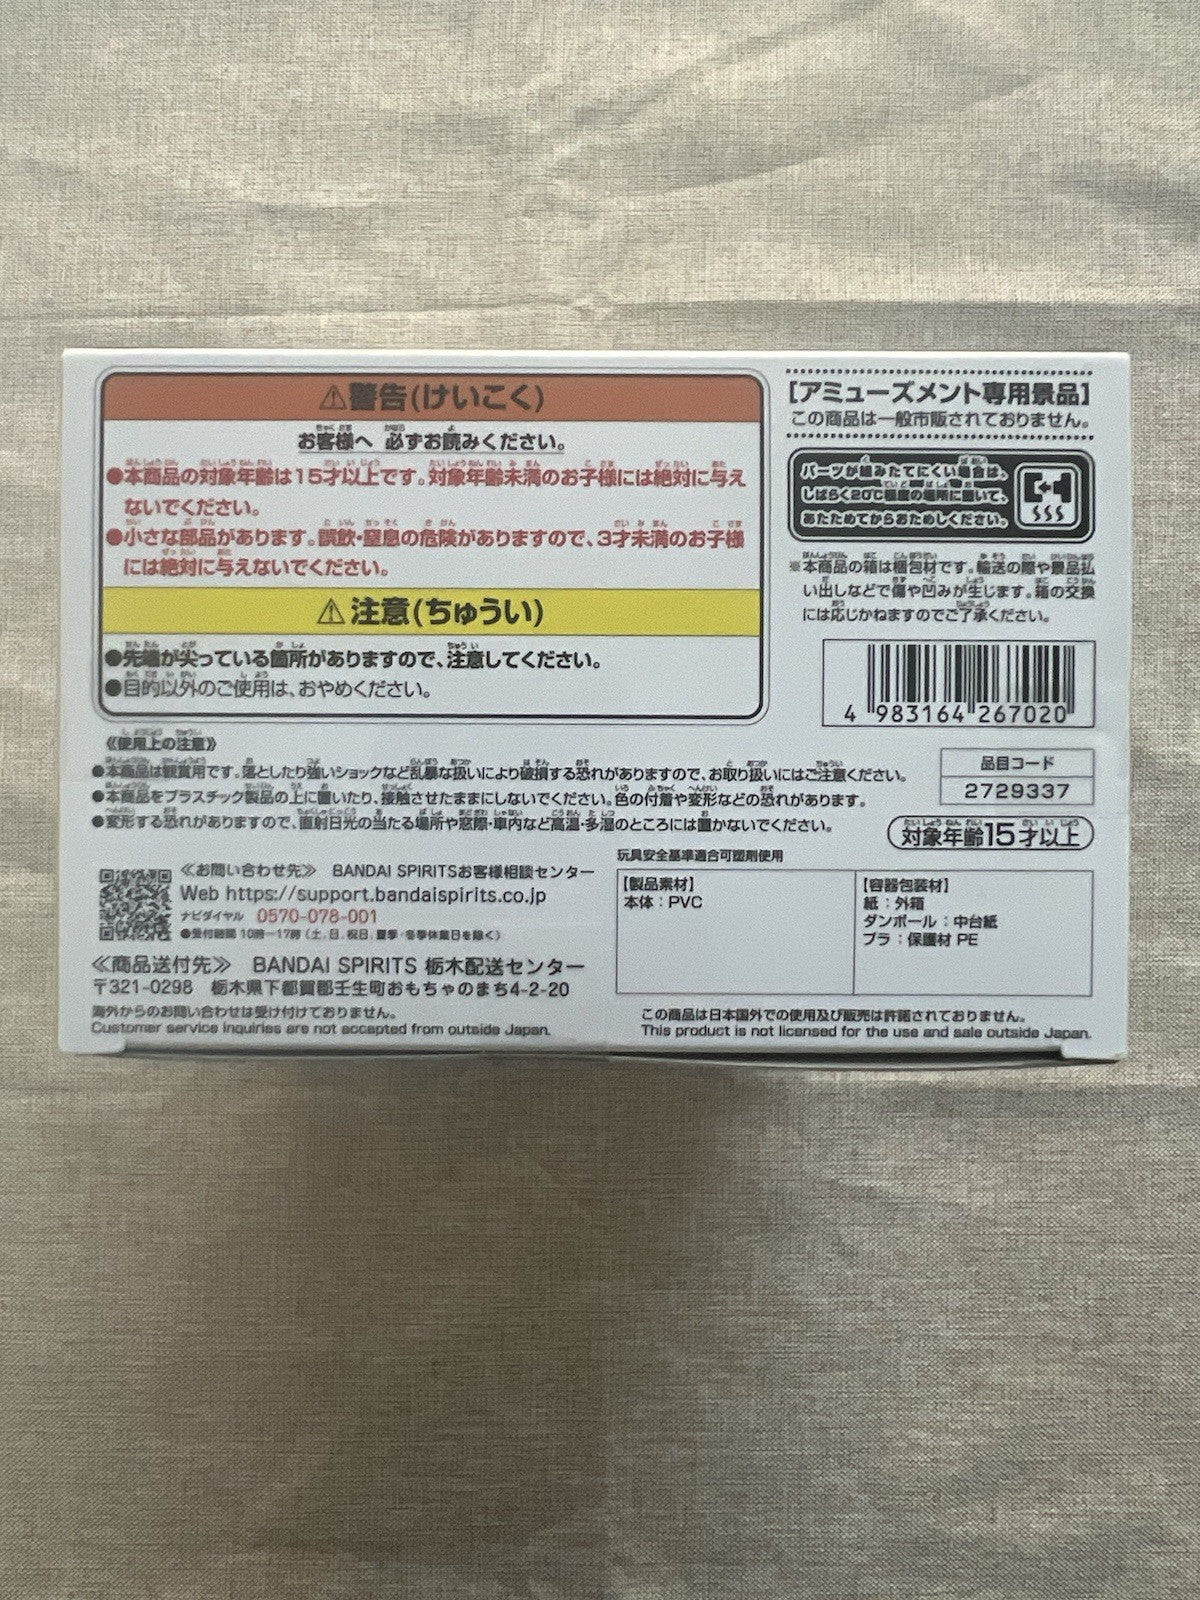 ⚠警告(けいこく)
お客様へ 必ずお読みください。
●本商品の対象年齢は15才以上です。対象年齢未満のお子様には絶対に与え
ないでください。
●小さな部品があります。誤飲・窒息の危険がありますので、3才未満のお子様
には絶対に与えないでください。
⚠注意(ちゅうい)
●先端が尖っている箇所がありますので、注意してください。
●目的以外のご使用は、おやめください。
【アミューズメント専用景品】
この商品は一般市販されておりません。
パーツが組みたてにくい場合は、
しばらく20℃程度の場所に置いて、
あたためてからおためしください。
※本商品の箱は梱包材です。輸送の際や景品払
い出しなどで傷や凹みが生じます。箱の交換
には応じかねますのでご了承ください。
4 983164 267020
《使用上の注意》
●本商品は観賞用です。落としたり強いショックなど乱暴な扱いにより破損する恐れがありますので、お取り扱いにはご注意ください。
●本商品をプラスチック製品の上に置いたり、接触させたままにしないでください。色の付着や変形などの恐れがあります。
●変形する恐れがありますので、直射日光の当たる場所や窓際・車内など高温・多湿のところには置かないでください。
品目コード
2729337
対象年齢15才以上
《お問い合わせ先》 BANDAI SPIRITSお客様相談センター
Web https://support.bandaispirits.co.jp
ナビダイヤル 0570-078-001
●受付時間 10時ー17時(土、日、祝日、夏季・冬季休業日を除く)
《商品送付先》 BANDAI SPIRITS 栃木配送センター
〒321-0298 栃木県下都賀郡壬生町おもちゃのまち4-2-20
海外からのお問い合わせは受け付けておりません。
Customer service inquiries are not accepted from outside Japan.
玩具安全基準適合可塑剤使用
【製品素材】
本体:PVC
【容器包装材】
紙:外箱
ダンボール:中台紙
プラ:保護材 PE
この商品は日本国外での使用及び販売は許諾されておりません。
This product is not licensed for the use and sale outside Japan.